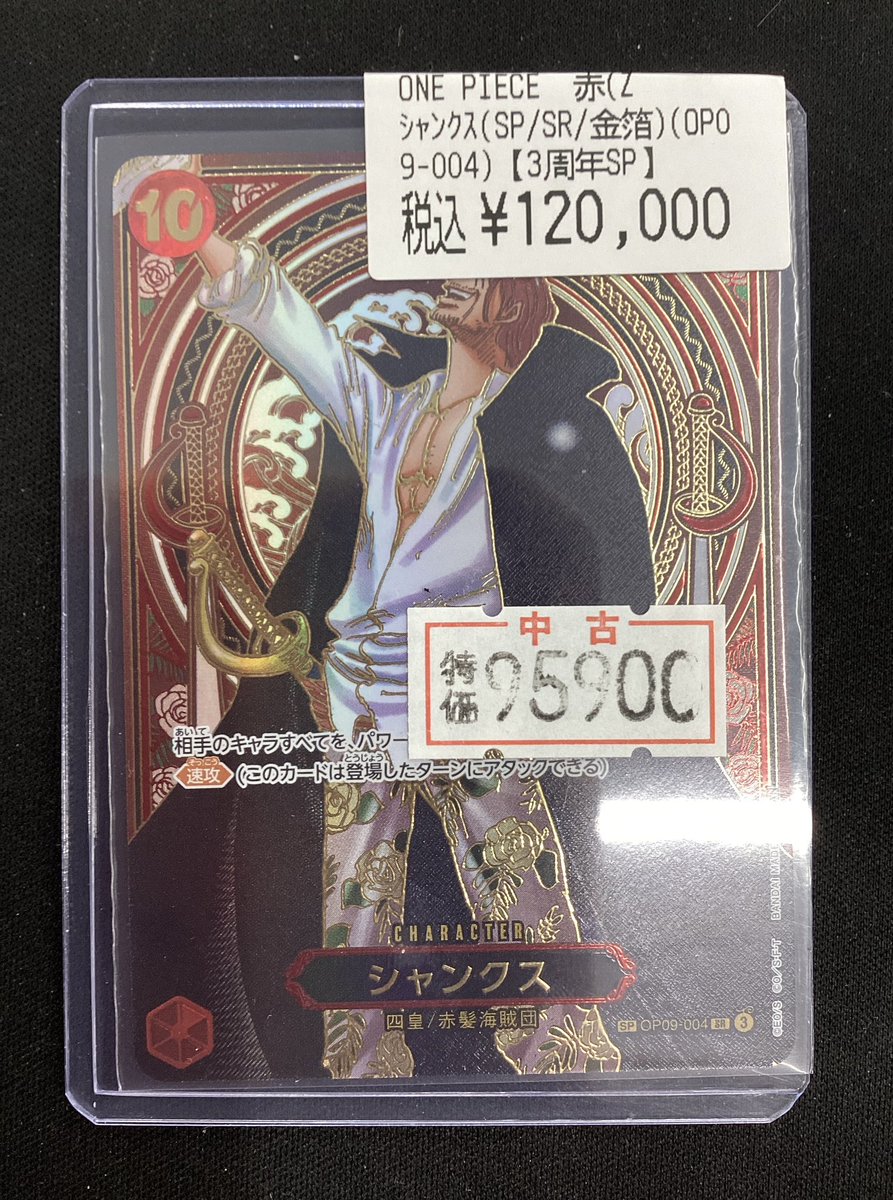 ONE PIECE 赤(Z
シャンクス(SP/SR/金箔)(OP0
9-004)【3周年SP】
税込 ¥120,000
10
中古
特価 95900
相手のキャラすべてを、パワー
速攻 (このカードは登場したターンにアタックできる)
CHARACTER
シャンクス
四皇/赤髪海賊団
SP OP09-004 SR 3
©EO/S ©O/S・F・T BANDAI